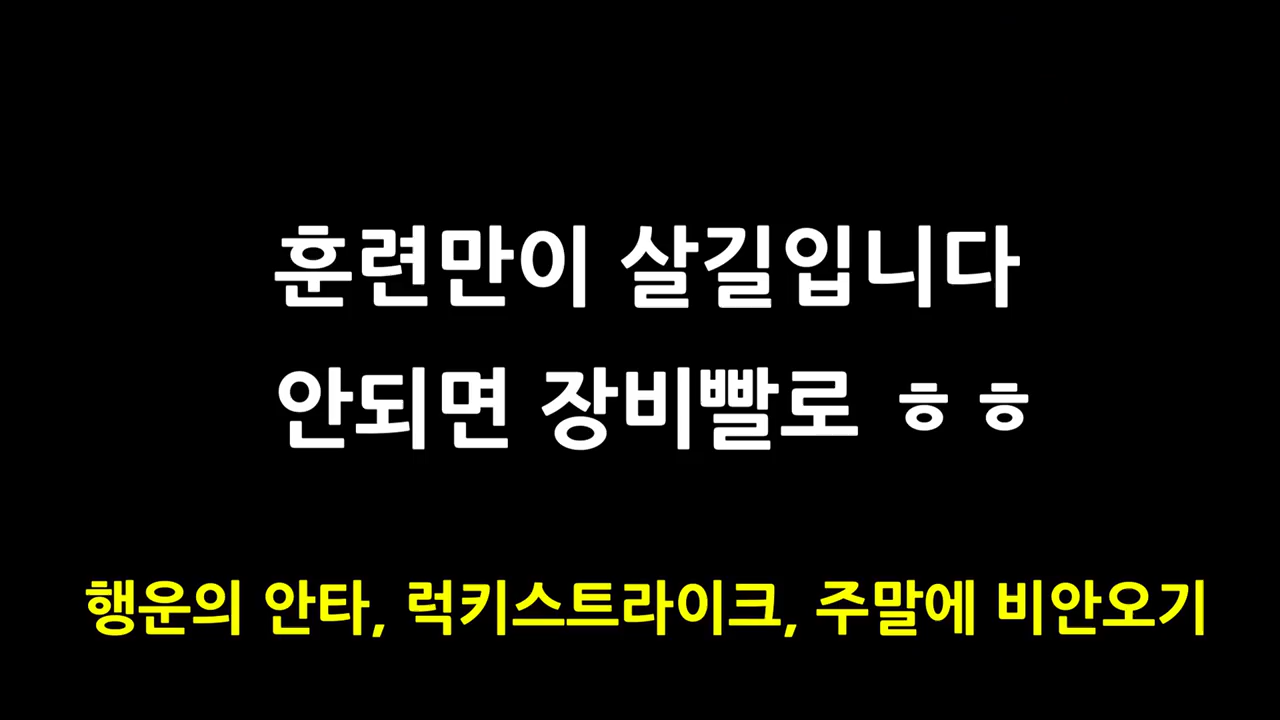 훈련만이 살길입니다
안되면 장비빨로 ㅎㅎ
행운의 안타, 럭키스트라이크, 주말에 비안오기